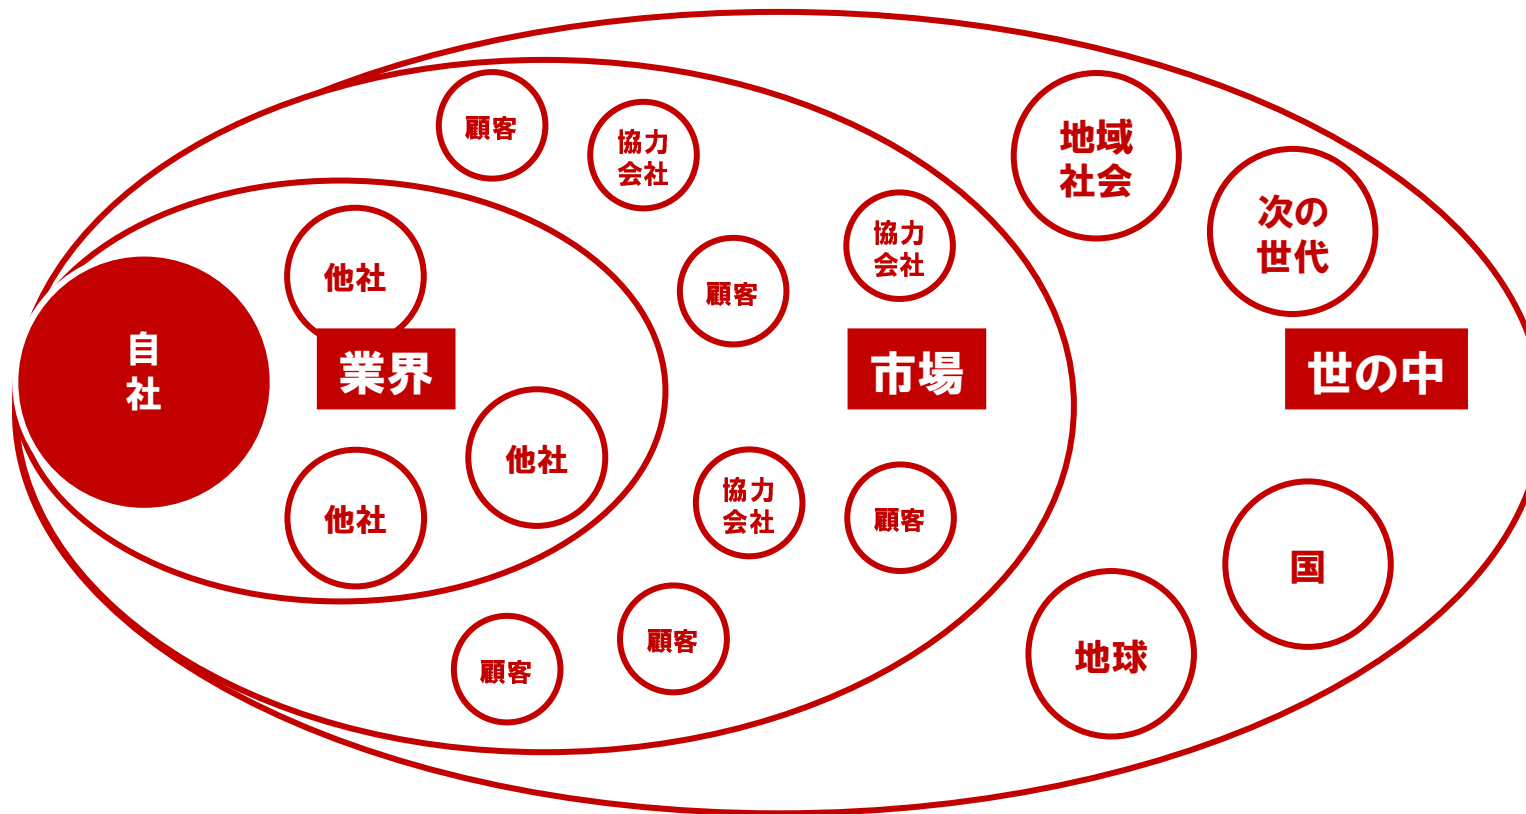 自
社
他社
業界
他社
他社
顧客
協力
会社
顧客
協力
会社
市場
協力
会社
顧客
顧客
顧客
地域
社会
次の
世代
世の中
国
地球